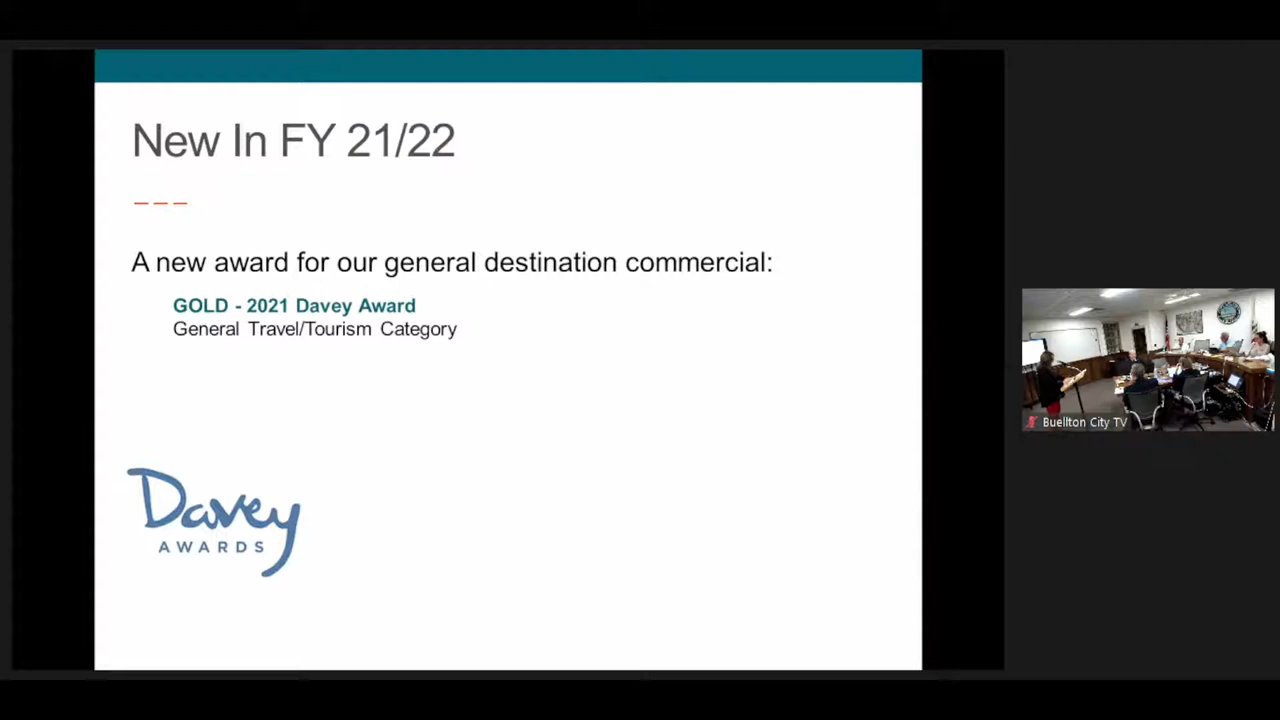 New In FY 21/22
A new award for our general destination commercial:
GOLD - 2021 Davey Award
General Travel/Tourism Category
Davey
AWARDS
Buellton City TV